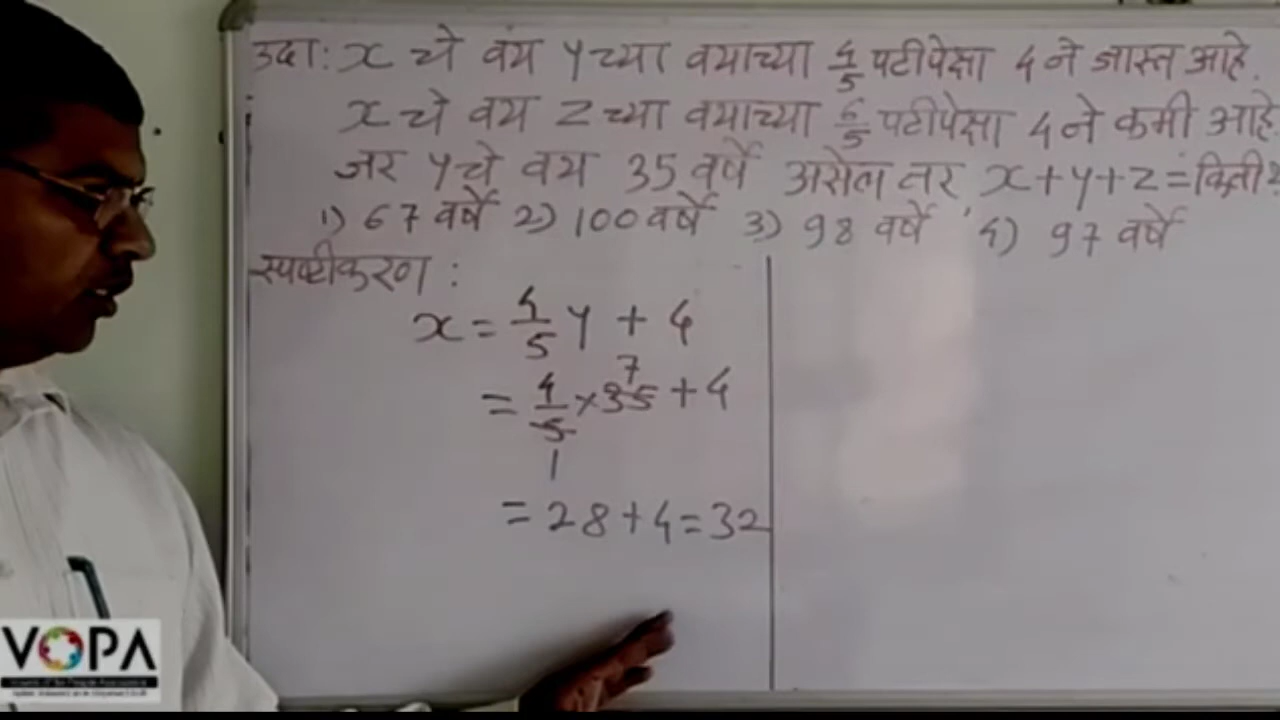 उदा: x चे वय y च्या वयाच्या 4/5 पटीपेक्षा 4 ने जास्त आहे.
x चे वय z च्या वयाच्या 6/5 पटीपेक्षा 4 ने कमी आहे
जर y चे वय 35 वर्षे असेल तर x+y+z = किती?
1) 67 वर्षे 2) 100 वर्षे 3) 98 वर्षे 4) 97 वर्षे
स्पष्टीकरण :
x = 4/5 y + 4
7
= 4/5 × 35 + 4
1
= 28 + 4 = 32
VOPA